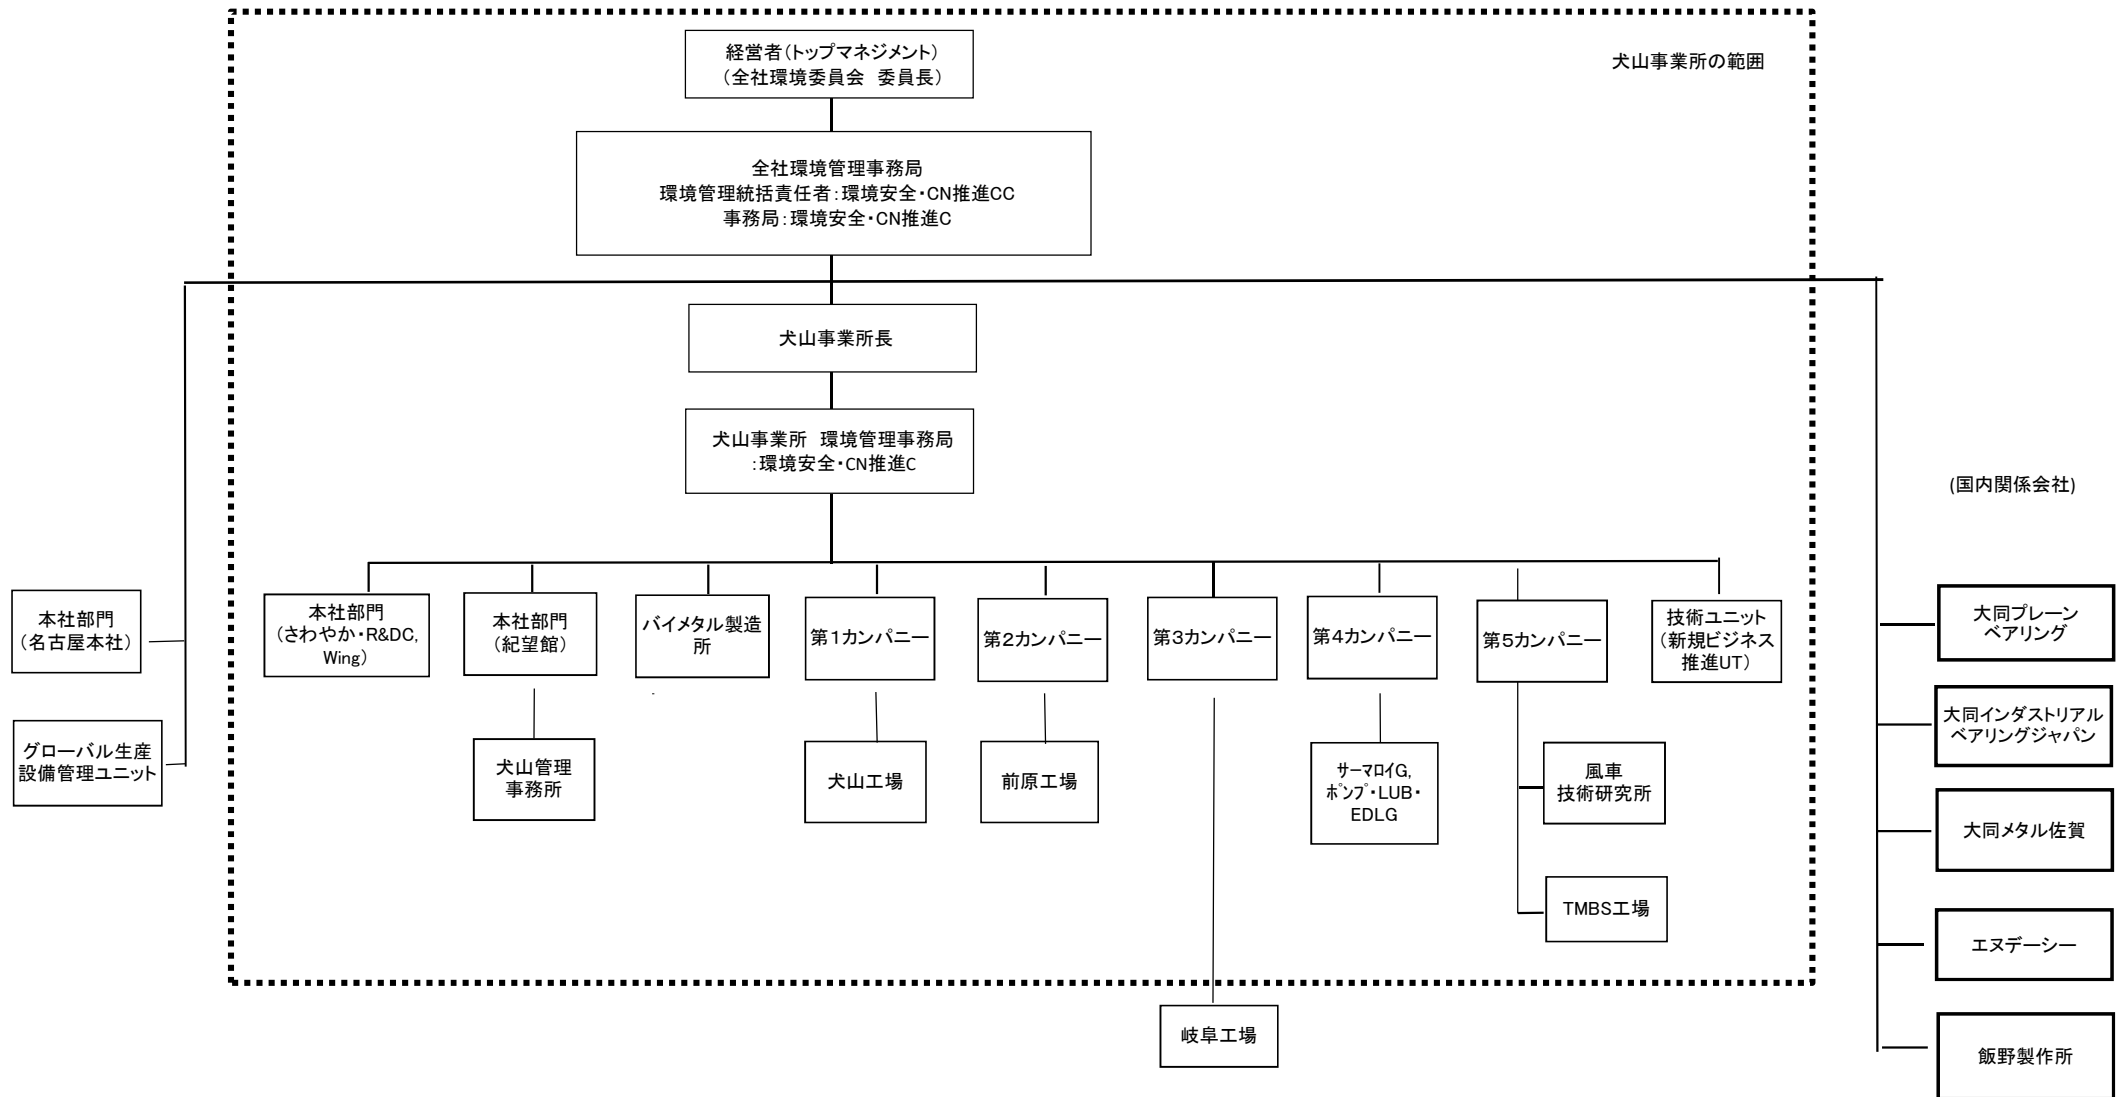 経営者(トップマネジメント)
(全社環境委員会　委員長)
犬山事業所の範囲
全社環境管理事務局
環境管理統括責任者:環境安全・CN推進CC
事務局:環境安全・CN推進C
犬山事業所長
犬山事業所　環境管理事務局
:環境安全・CN推進C
(国内関係会社)
本社部門
(名古屋本社)
グローバル生産
設備管理ユニット
本社部門
(さわやか・R&DC,
Wing)
本社部門
(紀望館)
バイメタル製造
所
第1カンパニー
第2カンパニー
第3カンパニー
第4カンパニー
第5カンパニー
技術ユニット
(新規ビジネス
推進UT)
犬山管理
事務所
犬山工場
前原工場
ｻｰﾏﾛｲG,
ﾎﾟﾝﾌﾟ・LUB・
EDLG
風車
技術研究所
TMBS工場
岐阜工場
大同プレーン
ベアリング
大同インダストリアル
ベアリングジャパン
大同メタル佐賀
エヌデーシー
飯野製作所